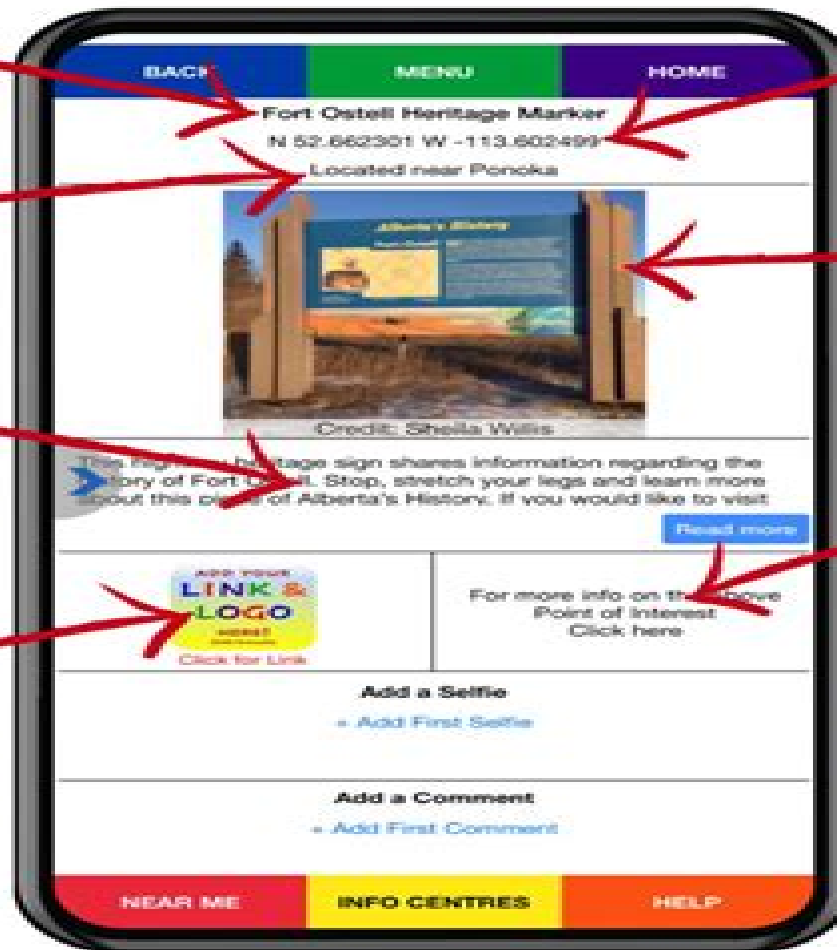 BACK
MENU
HOME
Fort Ostell Heritage Marker
N 52.662301 W -113.602499
Located near Ponoka
Alberta's History
Credit: Sheila Willis
This heritage sign shares information regarding the
story of Fort Ostell. Stop, stretch your legs and learn more
about this piece of Alberta's History. If you would like to visit
Read more
ADD YOUR
LINK &
LOGO
HERE!
Click for Link
For more info on the above
Point of Interest
Click here
Add a Selfie
+ Add First Selfie
Add a Comment
+ Add First Comment
NEAR ME
INFO CENTRES
HELP